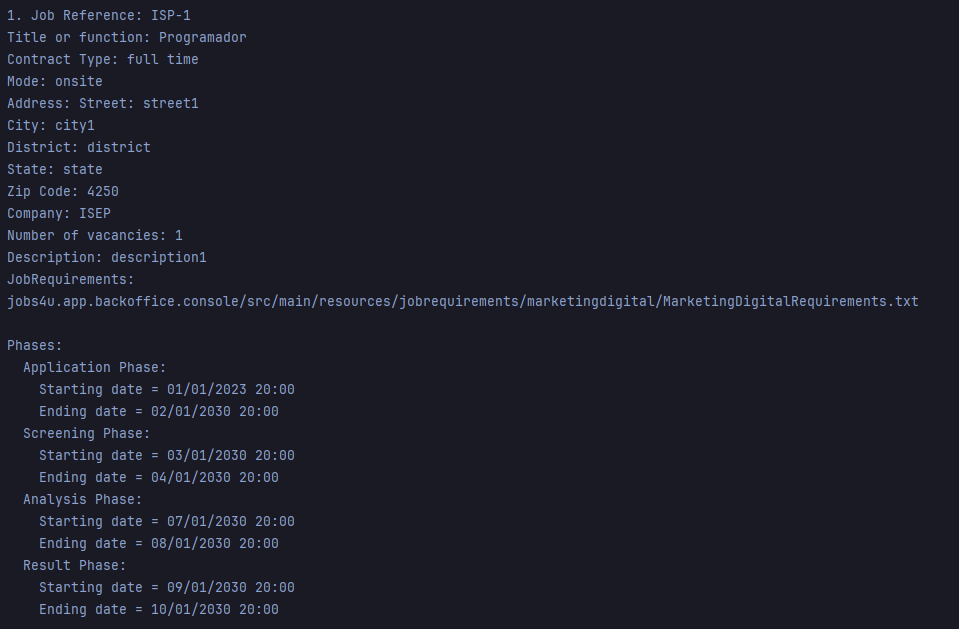 1. Job Reference: ISP-1
Title or function: Programador
Contract Type: full time
Mode: onsite
Address: Street: street1
City: city1
District: district
State: state
Zip Code: 4250
Company: ISEP
Number of vacancies: 1
Description: description1
JobRequirements:
jobs4u.app.backoffice.console/src/main/resources/jobrequirements/marketingdigital/MarketingDigitalRequirements.txt

Phases:
  Application Phase:
    Starting date = 01/01/2023 20:00
    Ending date = 02/01/2030 20:00
  Screening Phase:
    Starting date = 03/01/2030 20:00
    Ending date = 04/01/2030 20:00
  Analysis Phase:
    Starting date = 07/01/2030 20:00
    Ending date = 08/01/2030 20:00
  Result Phase:
    Starting date = 09/01/2030 20:00
    Ending date = 10/01/2030 20:00